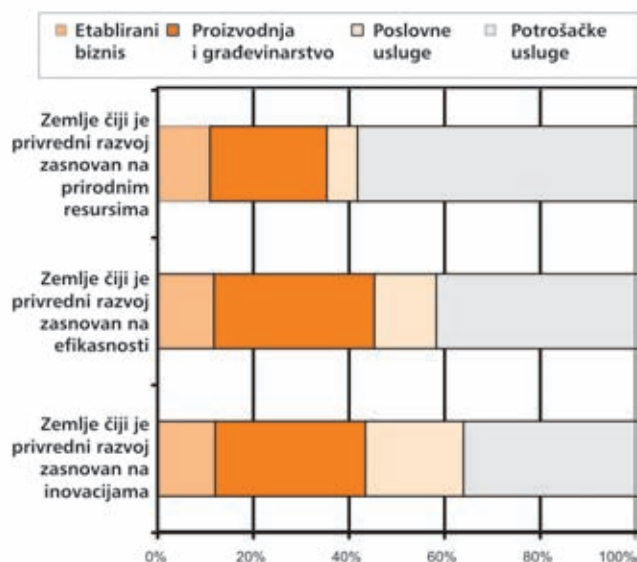 Etablirani
biznis
Proizvodnja
i građevinarstvo
Poslovne
usluge
Potrošačke
usluge
Zemlje čiji je
privredni razvoj
zasnovan na
prirodnim
resursima
Zemlje čiji je
privredni razvoj
zasnovan na
efikasnosti
Zemlje čiji je
privredni razvoj
zasnovan na
inovacijama
0% 20% 40% 60% 80% 100%